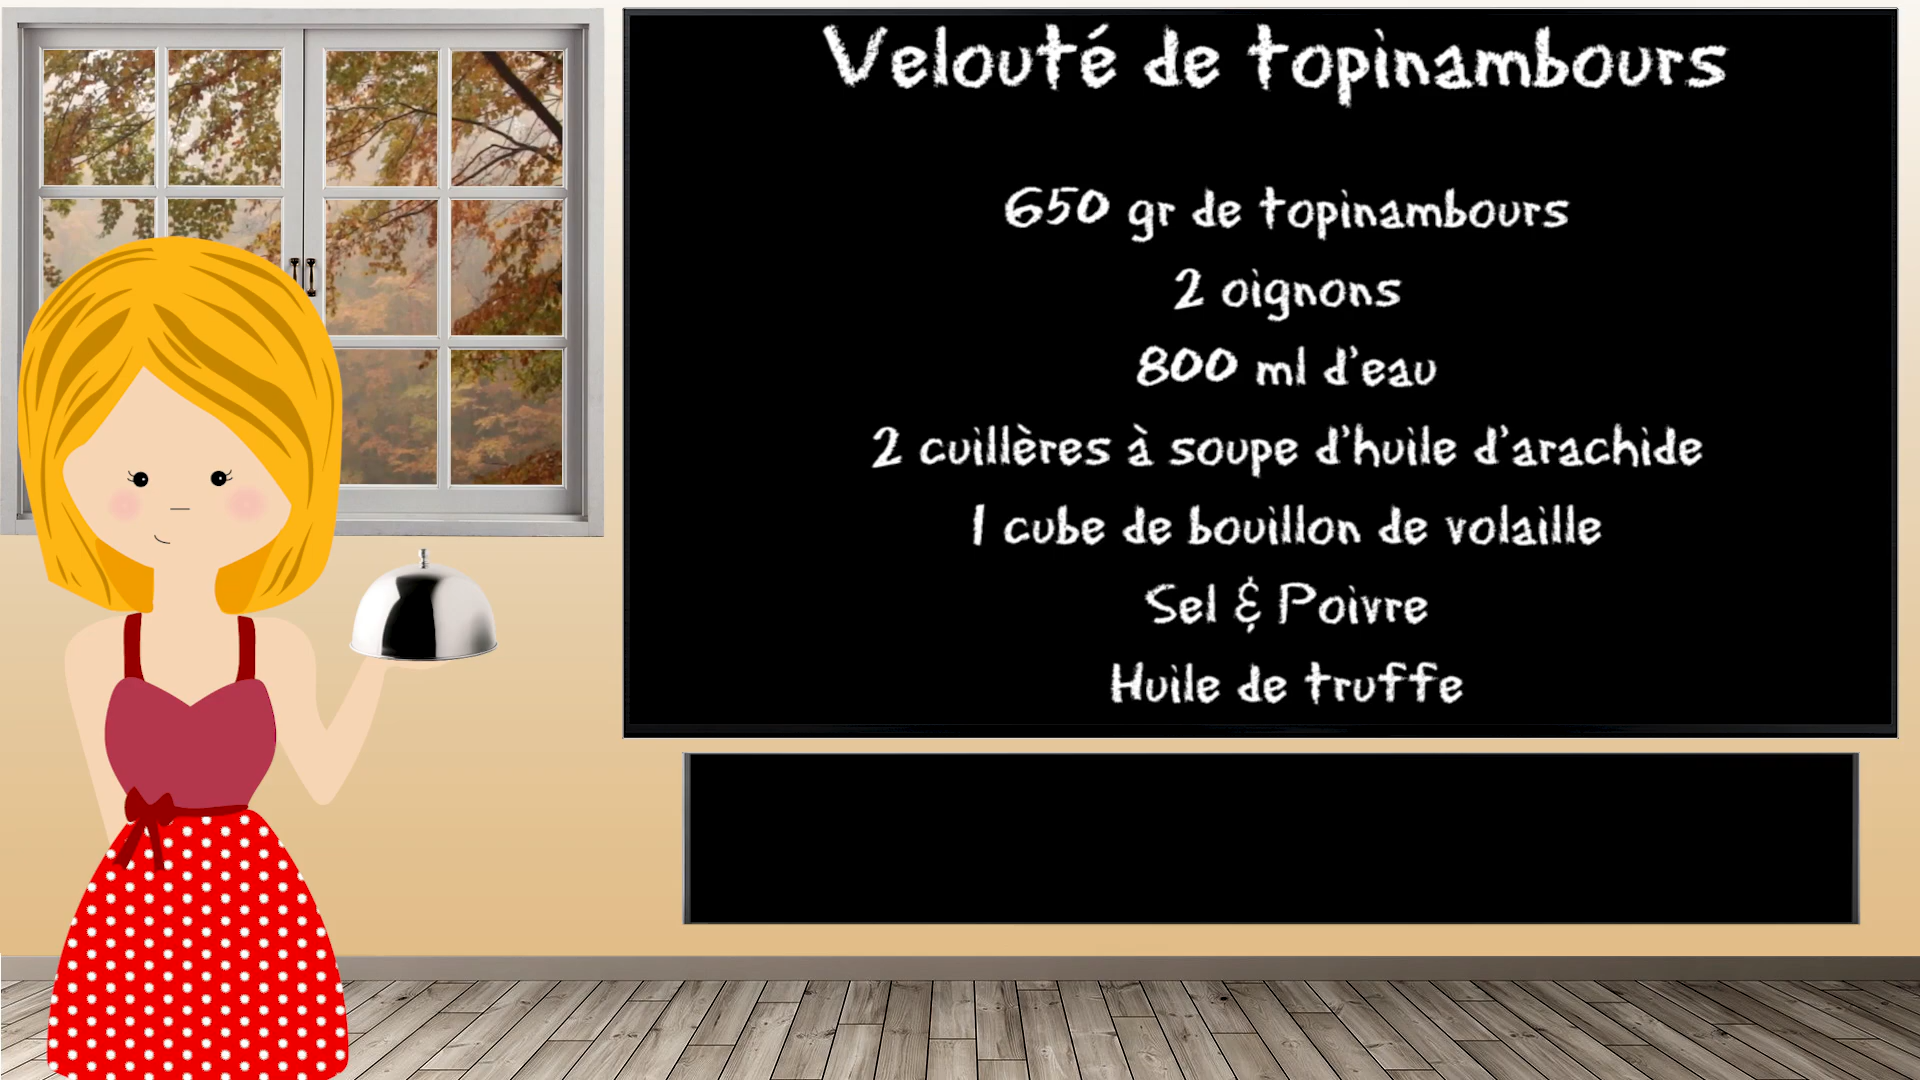 Velouté de topinambours
650 gr de topinambours
2 oignons
800 ml d'eau
2 cuillères à soupe d'huile d'arachide
1 cube de bouillon de volaille
Sel & Poivre
Huile de truffe